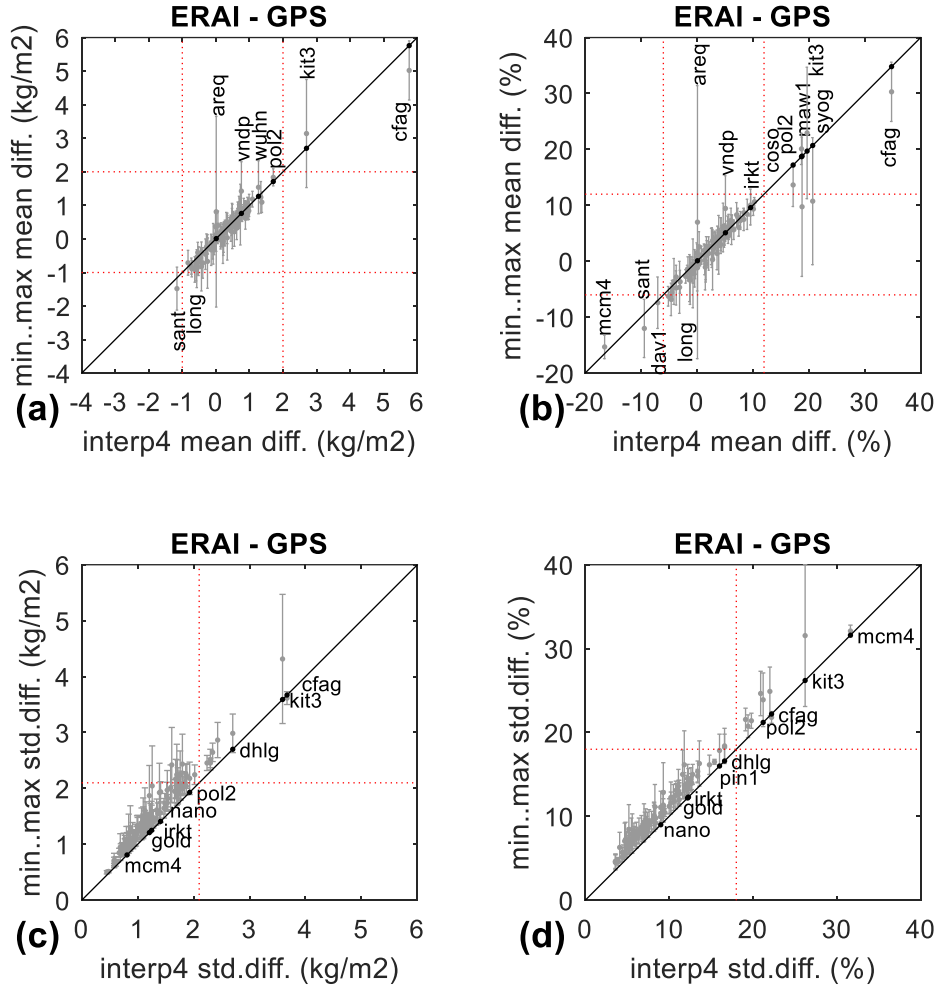 ERAI - GPS
min..max mean diff. (kg/m2)
6
5
4
3
2
1
0
-1
-2
-3
-4
areq
vndp
wuhn
pol2
kit3
cfag
sant
long
-4 -3 -2 -1 0 1 2 3 4 5 6
(a)
interp4 mean diff. (kg/m2)
ERAI - GPS
min..max mean diff. (%)
40
30
20
10
0
-10
-20
areq
vndp
irkt
coso
pol2
maw1
kit3
syog
cfag
mcm4
sant
dav1
long
-20 -10 0 10 20 30 40
(b)
interp4 mean diff. (%)
ERAI - GPS
min..max std.diff. (kg/m2)
6
5
4
3
2
1
0
cfag
kit3
dhlg
pol2
nano
irkt
gold
mcm4
0 1 2 3 4 5 6
(c)
interp4 std.diff. (kg/m2)
ERAI - GPS
min..max std.diff. (%)
40
30
20
10
0
mcm4
kit3
cfag
pol2
dhlg
pin1
irkt
gold
nano
0 10 20 30 40
(d)
interp4 std.diff. (%)